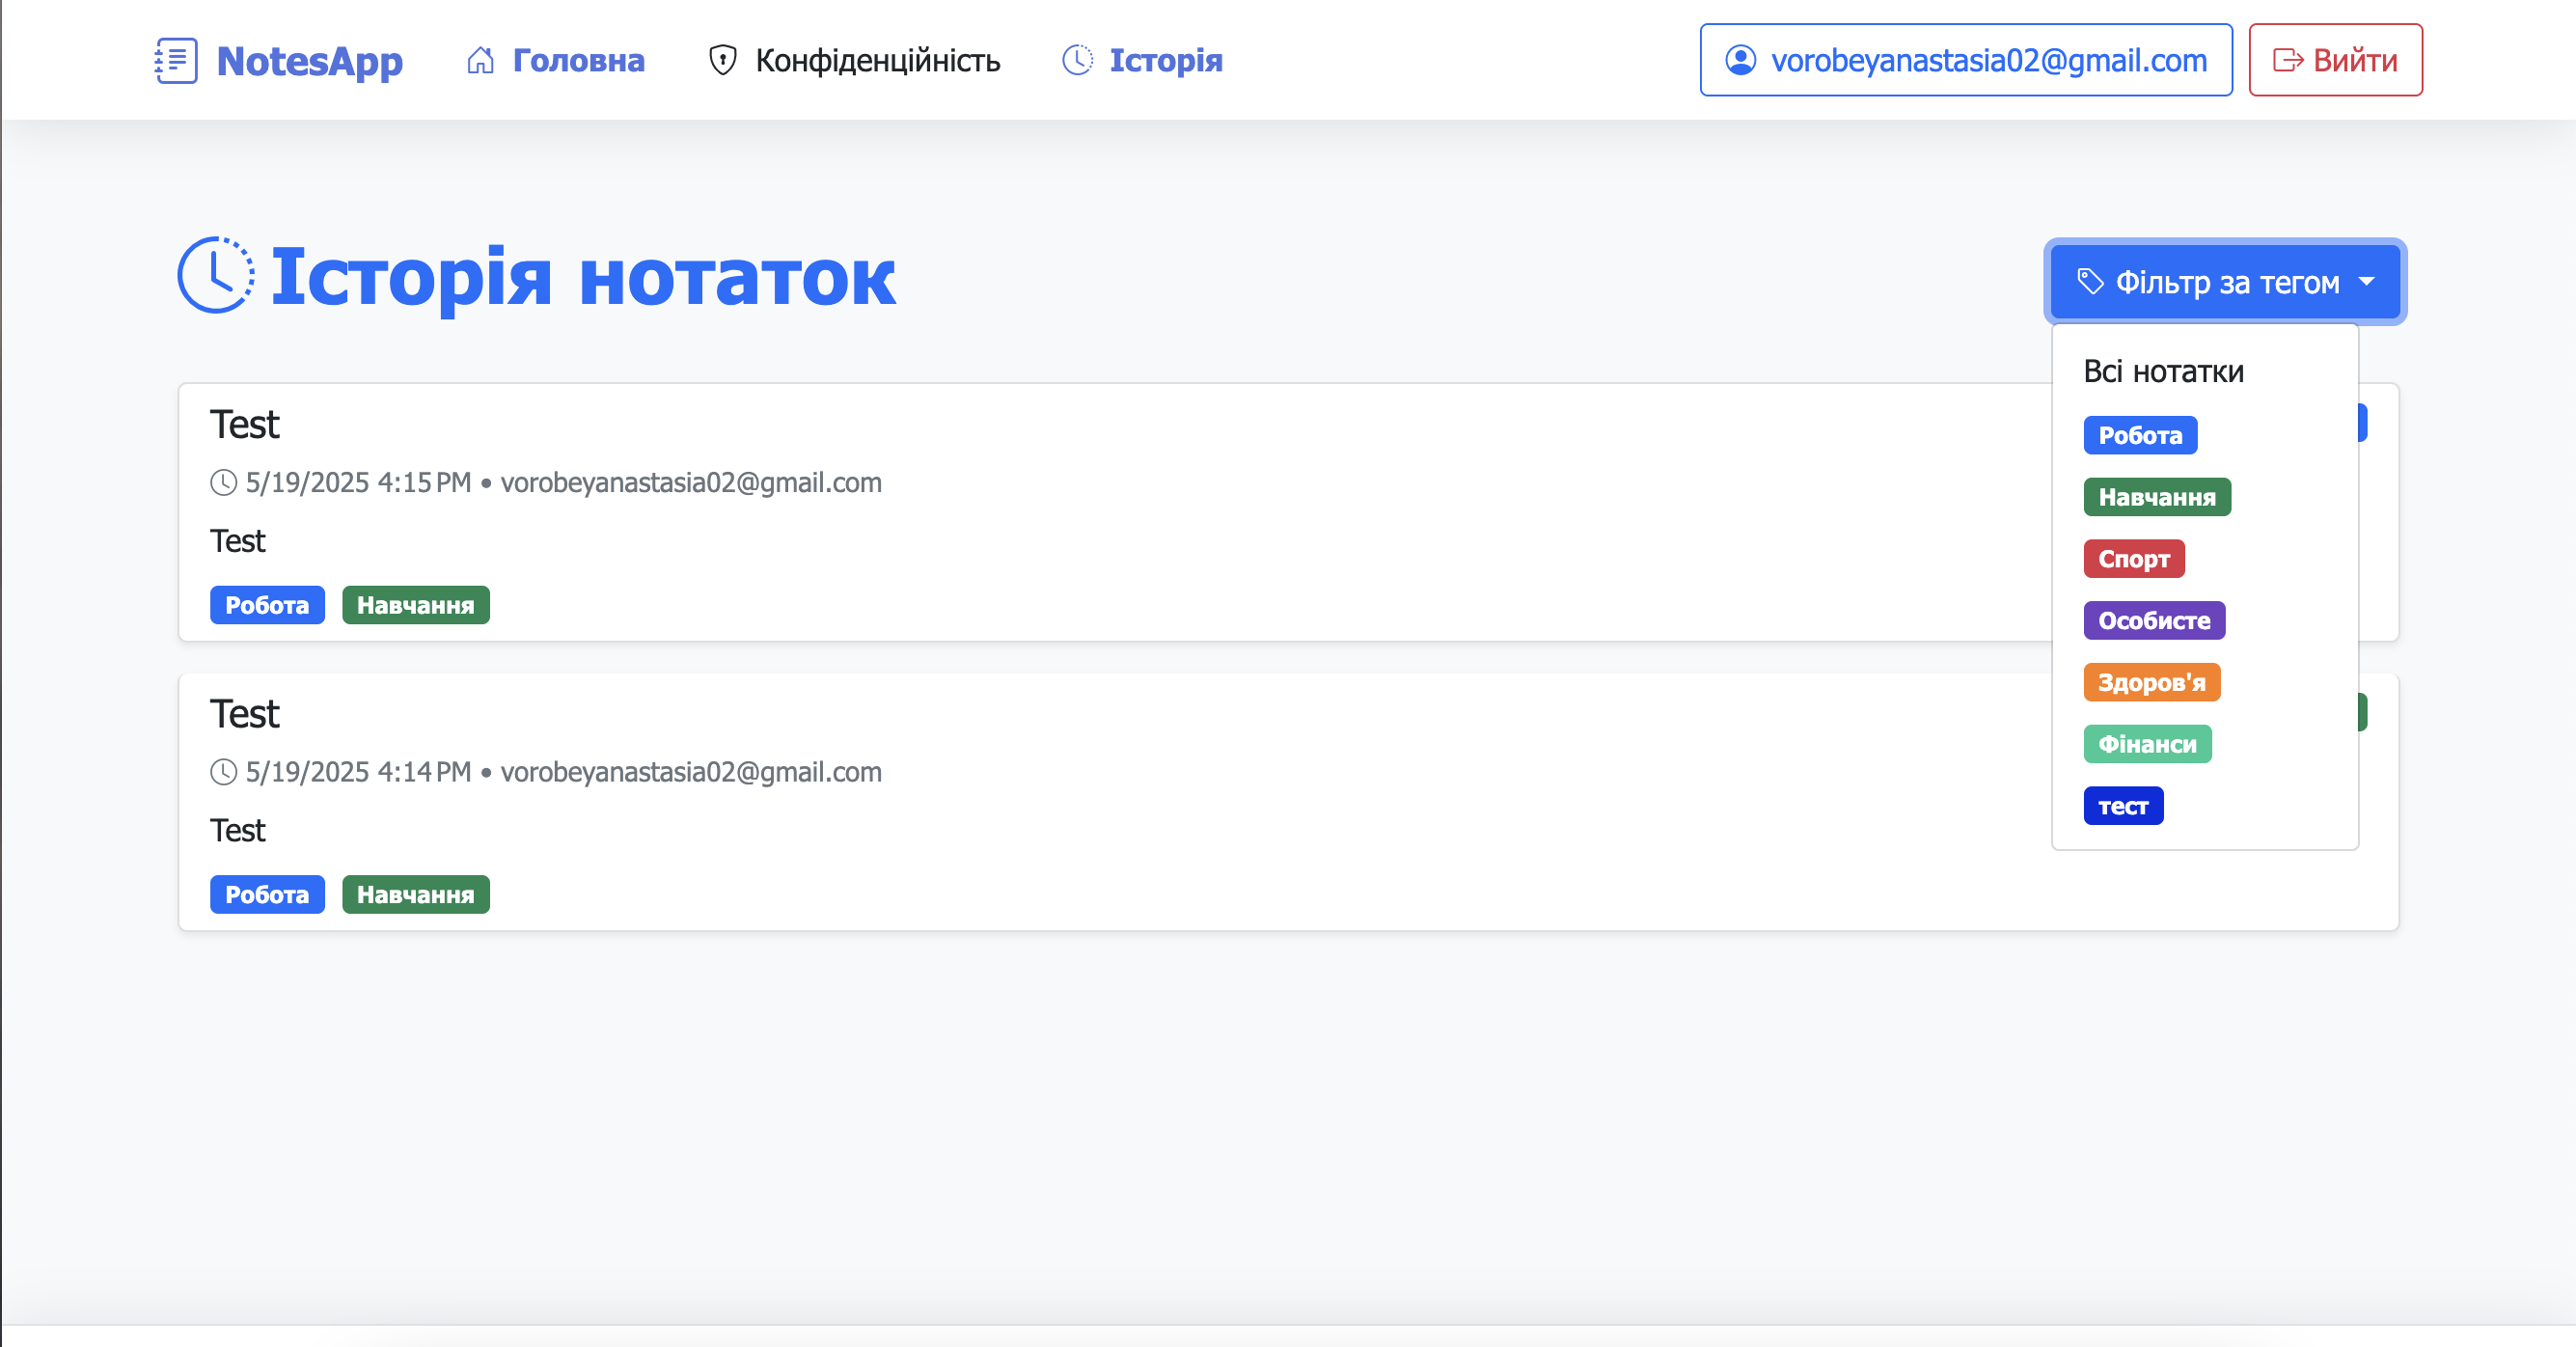 NotesApp Головна Конфіденційність Історія vorobeyanastasia02@gmail.com Вийти
Історія нотаток
Фільтр за тегом
Всі нотатки
Робота
Навчання
Спорт
Особисте
Здоров'я
Фінанси
тест
Test
5/19/2025 4:15 PM • vorobeyanastasia02@gmail.com
Test
Робота Навчання
Test
5/19/2025 4:14 PM • vorobeyanastasia02@gmail.com
Test
Робота Навчання